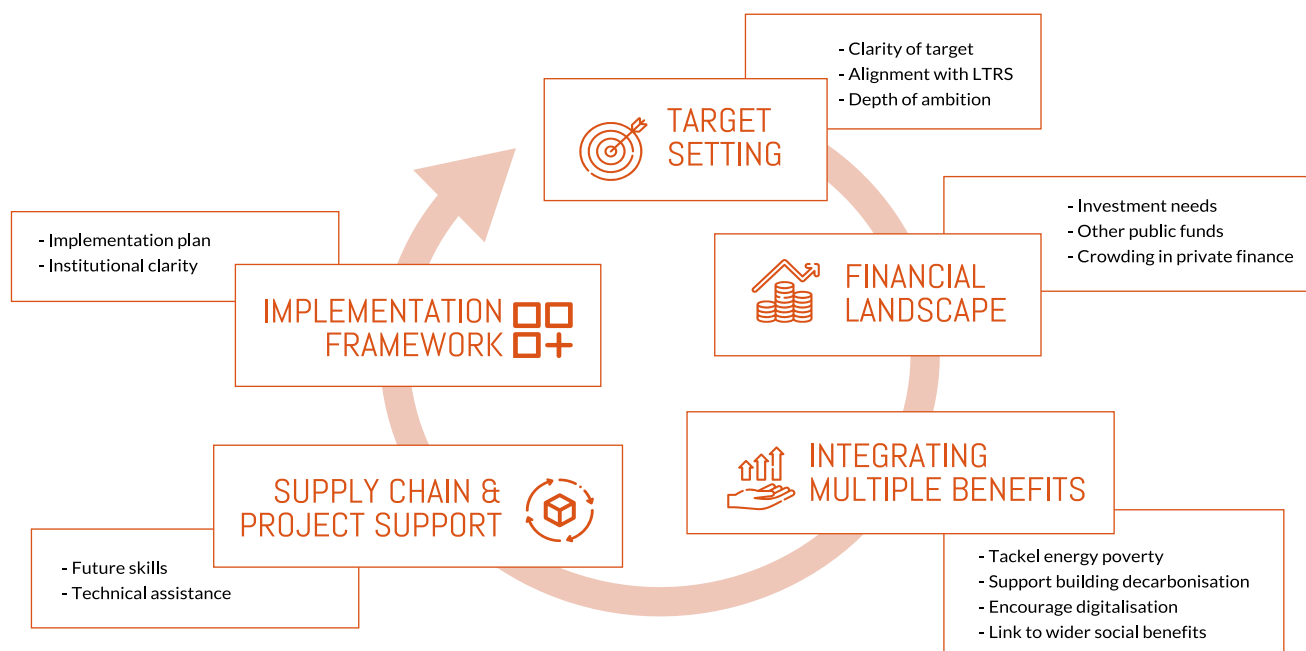 TARGET
SETTING
- Clarity of target
- Alignment with LTRS
- Depth of ambition
FINANCIAL
LANDSCAPE
- Investment needs
- Other public funds
- Crowding in private finance
INTEGRATING
MULTIPLE BENEFITS
- Tackel energy poverty
- Support building decarbonisation
- Encourage digitalisation
- Link to wider social benefits
SUPPLY CHAIN &
PROJECT SUPPORT
- Future skills
- Technical assistance
IMPLEMENTATION
FRAMEWORK
- Implementation plan
- Institutional clarity